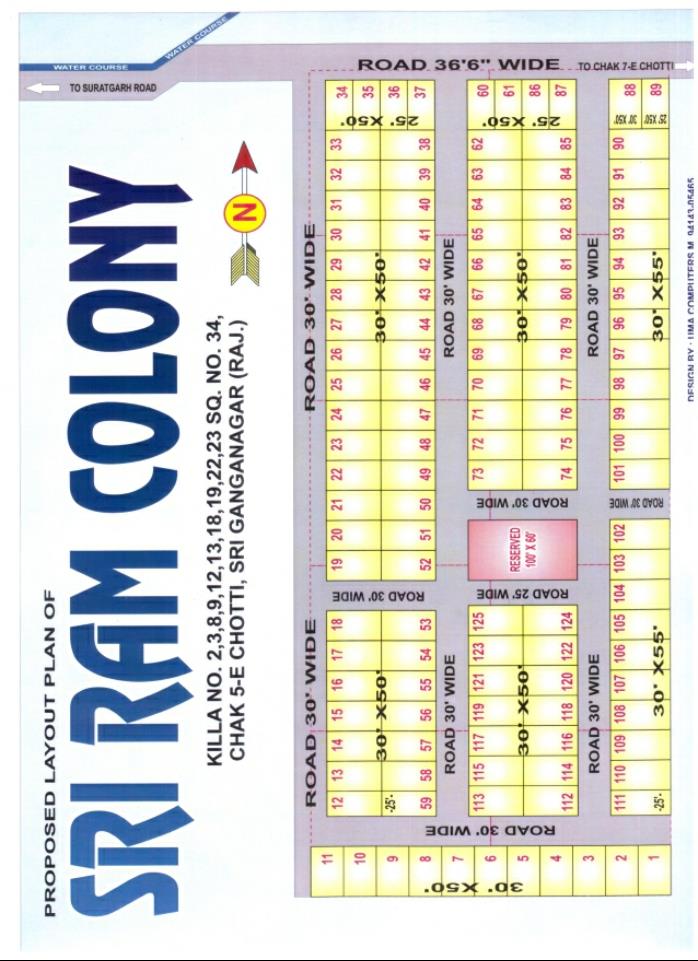 PROPOSED LAYOUT PLAN OF
SRI RAM COLONY
KILLA NO. 2,3,8,9,12,13,18,19,22,23 SQ. NO. 34,
CHAK 5-E CHOTTI, SRI GANGANAGAR (RAJ.)
N
TO SURATGARH ROAD
WATER COURSE
WATER COURSE
ROAD 30' WIDE
ROAD 30' WIDE
11
10
9
8
7
6
5
4
3
2
1
30' X50'
ROAD 30' WIDE
12 13 14 15 16 17 18
30' X50'
-25'-
59 58 57 56 55 54 53
ROAD 30' WIDE
19 20 21 22 23 24 25 26 27 28 29 30 31 32 33
30' X50'
52 51 50 49 48 47 46 45 44 43 42 41 40 39 38
25' X50'
34
35
36
37
ROAD 36'6" WIDE
ROAD 30' WIDE
ROAD 30' WIDE
113 115 117 119 121 123 125
30' X50'
112 114 116 118 120 122 124
ROAD 25' WIDE
RESERVED
100' X 60'
ROAD 30' WIDE
73 72 71 70 69 68 67 66 65 64 63 62
30' X50'
74 75 76 77 78 79 80 81 82 83 84 85
25' X50'
60
61
86
87
ROAD 30' WIDE
ROAD 30' WIDE
TO CHAK 7-E CHOTTI
111 110 109 108 107 106 105 104 103 102
-25'-
30' X55'
ROAD 30' WIDE
101 100 99 98 97 96 95 94 93 92 91 90
30' X55'
30' X50'
25' X50'
88
89
DESIGN BY : UMA COMPUTERS M. 94143-05465